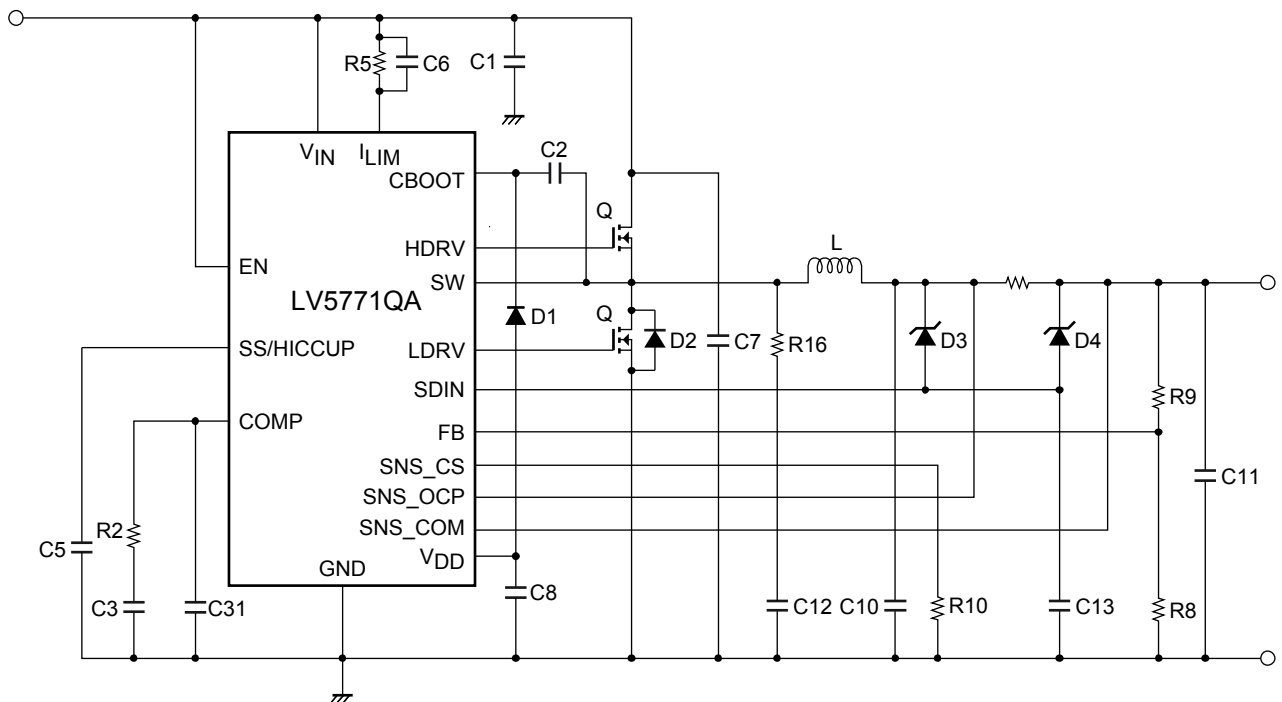 R5
C6
C1
VIN
ILIM
C2
CBOOT
Q
HDRV
L
EN
SW
LV5771QA
Q
D1
SS/HICCUP
LDRV
D2
C7
R16
D3
D4
SDIN
R9
COMP
FB
SNS_CS
C11
SNS_OCP
R2
SNS_COM
C5
VDD
GND
C8
C3
C31
C12
C10
R10
C13
R8